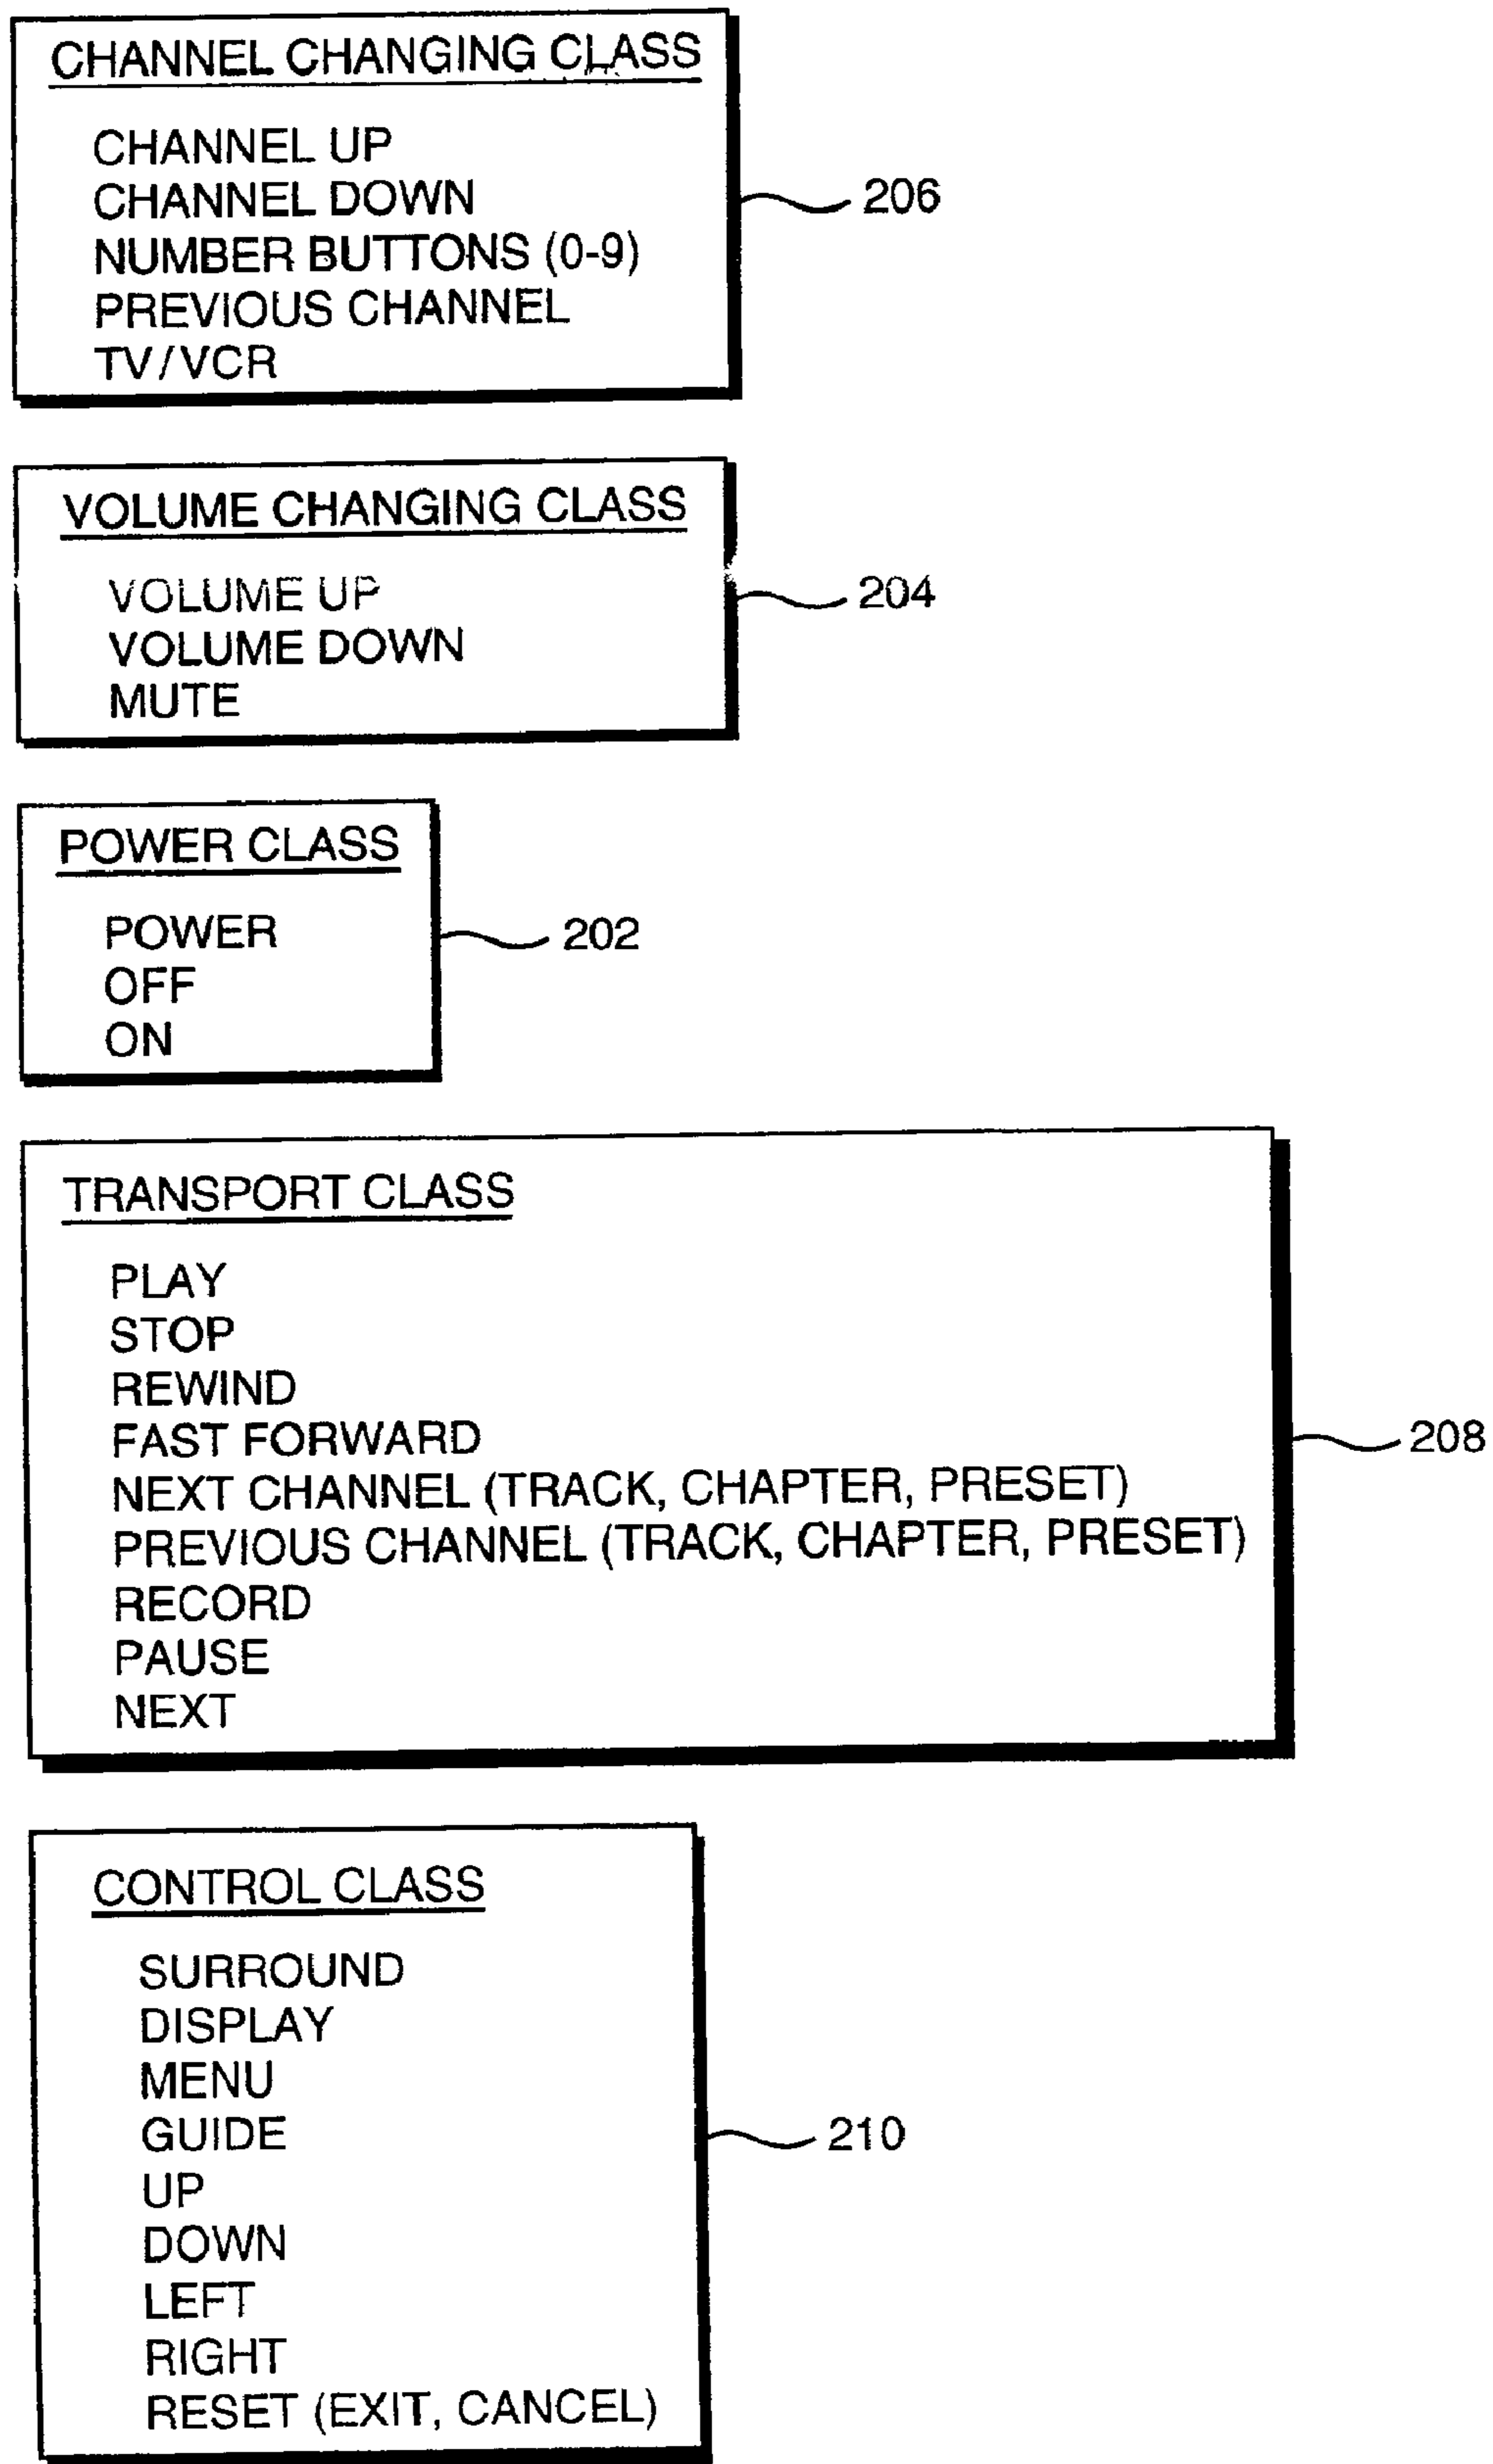 CHANNEL CHANGING CLASS
CHANNEL UP
CHANNEL DOWN
NUMBER BUTTONS (0-9)
PREVIOUS CHANNEL
TV/VCR
206
VOLUME CHANGING CLASS
VOLUME UP
VOLUME DOWN
MUTE
204
POWER CLASS
POWER
OFF
ON
202
TRANSPORT CLASS
PLAY
STOP
REWIND
FAST FORWARD
NEXT CHANNEL (TRACK, CHAPTER, PRESET)
PREVIOUS CHANNEL (TRACK, CHAPTER, PRESET)
RECORD
PAUSE
NEXT
208
CONTROL CLASS
SURROUND
DISPLAY
MENU
GUIDE
UP
DOWN
LEFT
RIGHT
RESET (EXIT, CANCEL)
210